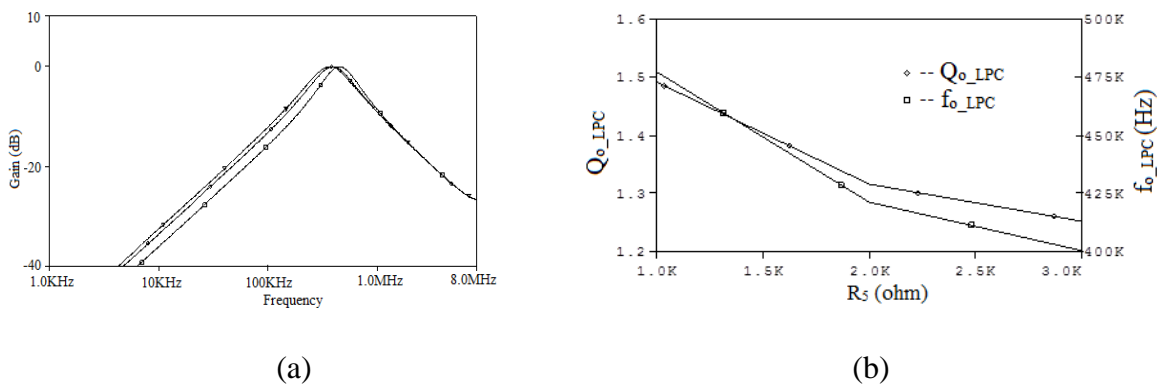 10
0
Gain (dB)
-20
-40
1.0KHz
10KHz
100KHz
1.0MHz
8.0MHz
Frequency
(a)
1.6
1.5
1.4
1.3
1.2
Qo_LPC
-- Qo_LPC
-- fo_LPC
500K
475K
450K
425K
400K
fo_LPC (Hz)
1.0K
1.5K
2.0K
2.5K
3.0K
R5 (ohm)
(b)